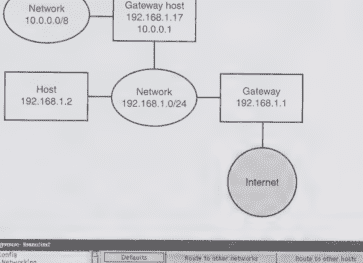 Network
10.0.0.0/8
Gateway host
192.168.1.17
10.0.0.1
Host
192.168.1.2
Network
192.168.1.0/24
Gateway
192.168.1.1
Internet
Defaults
Route to other networks
Route to other hosts